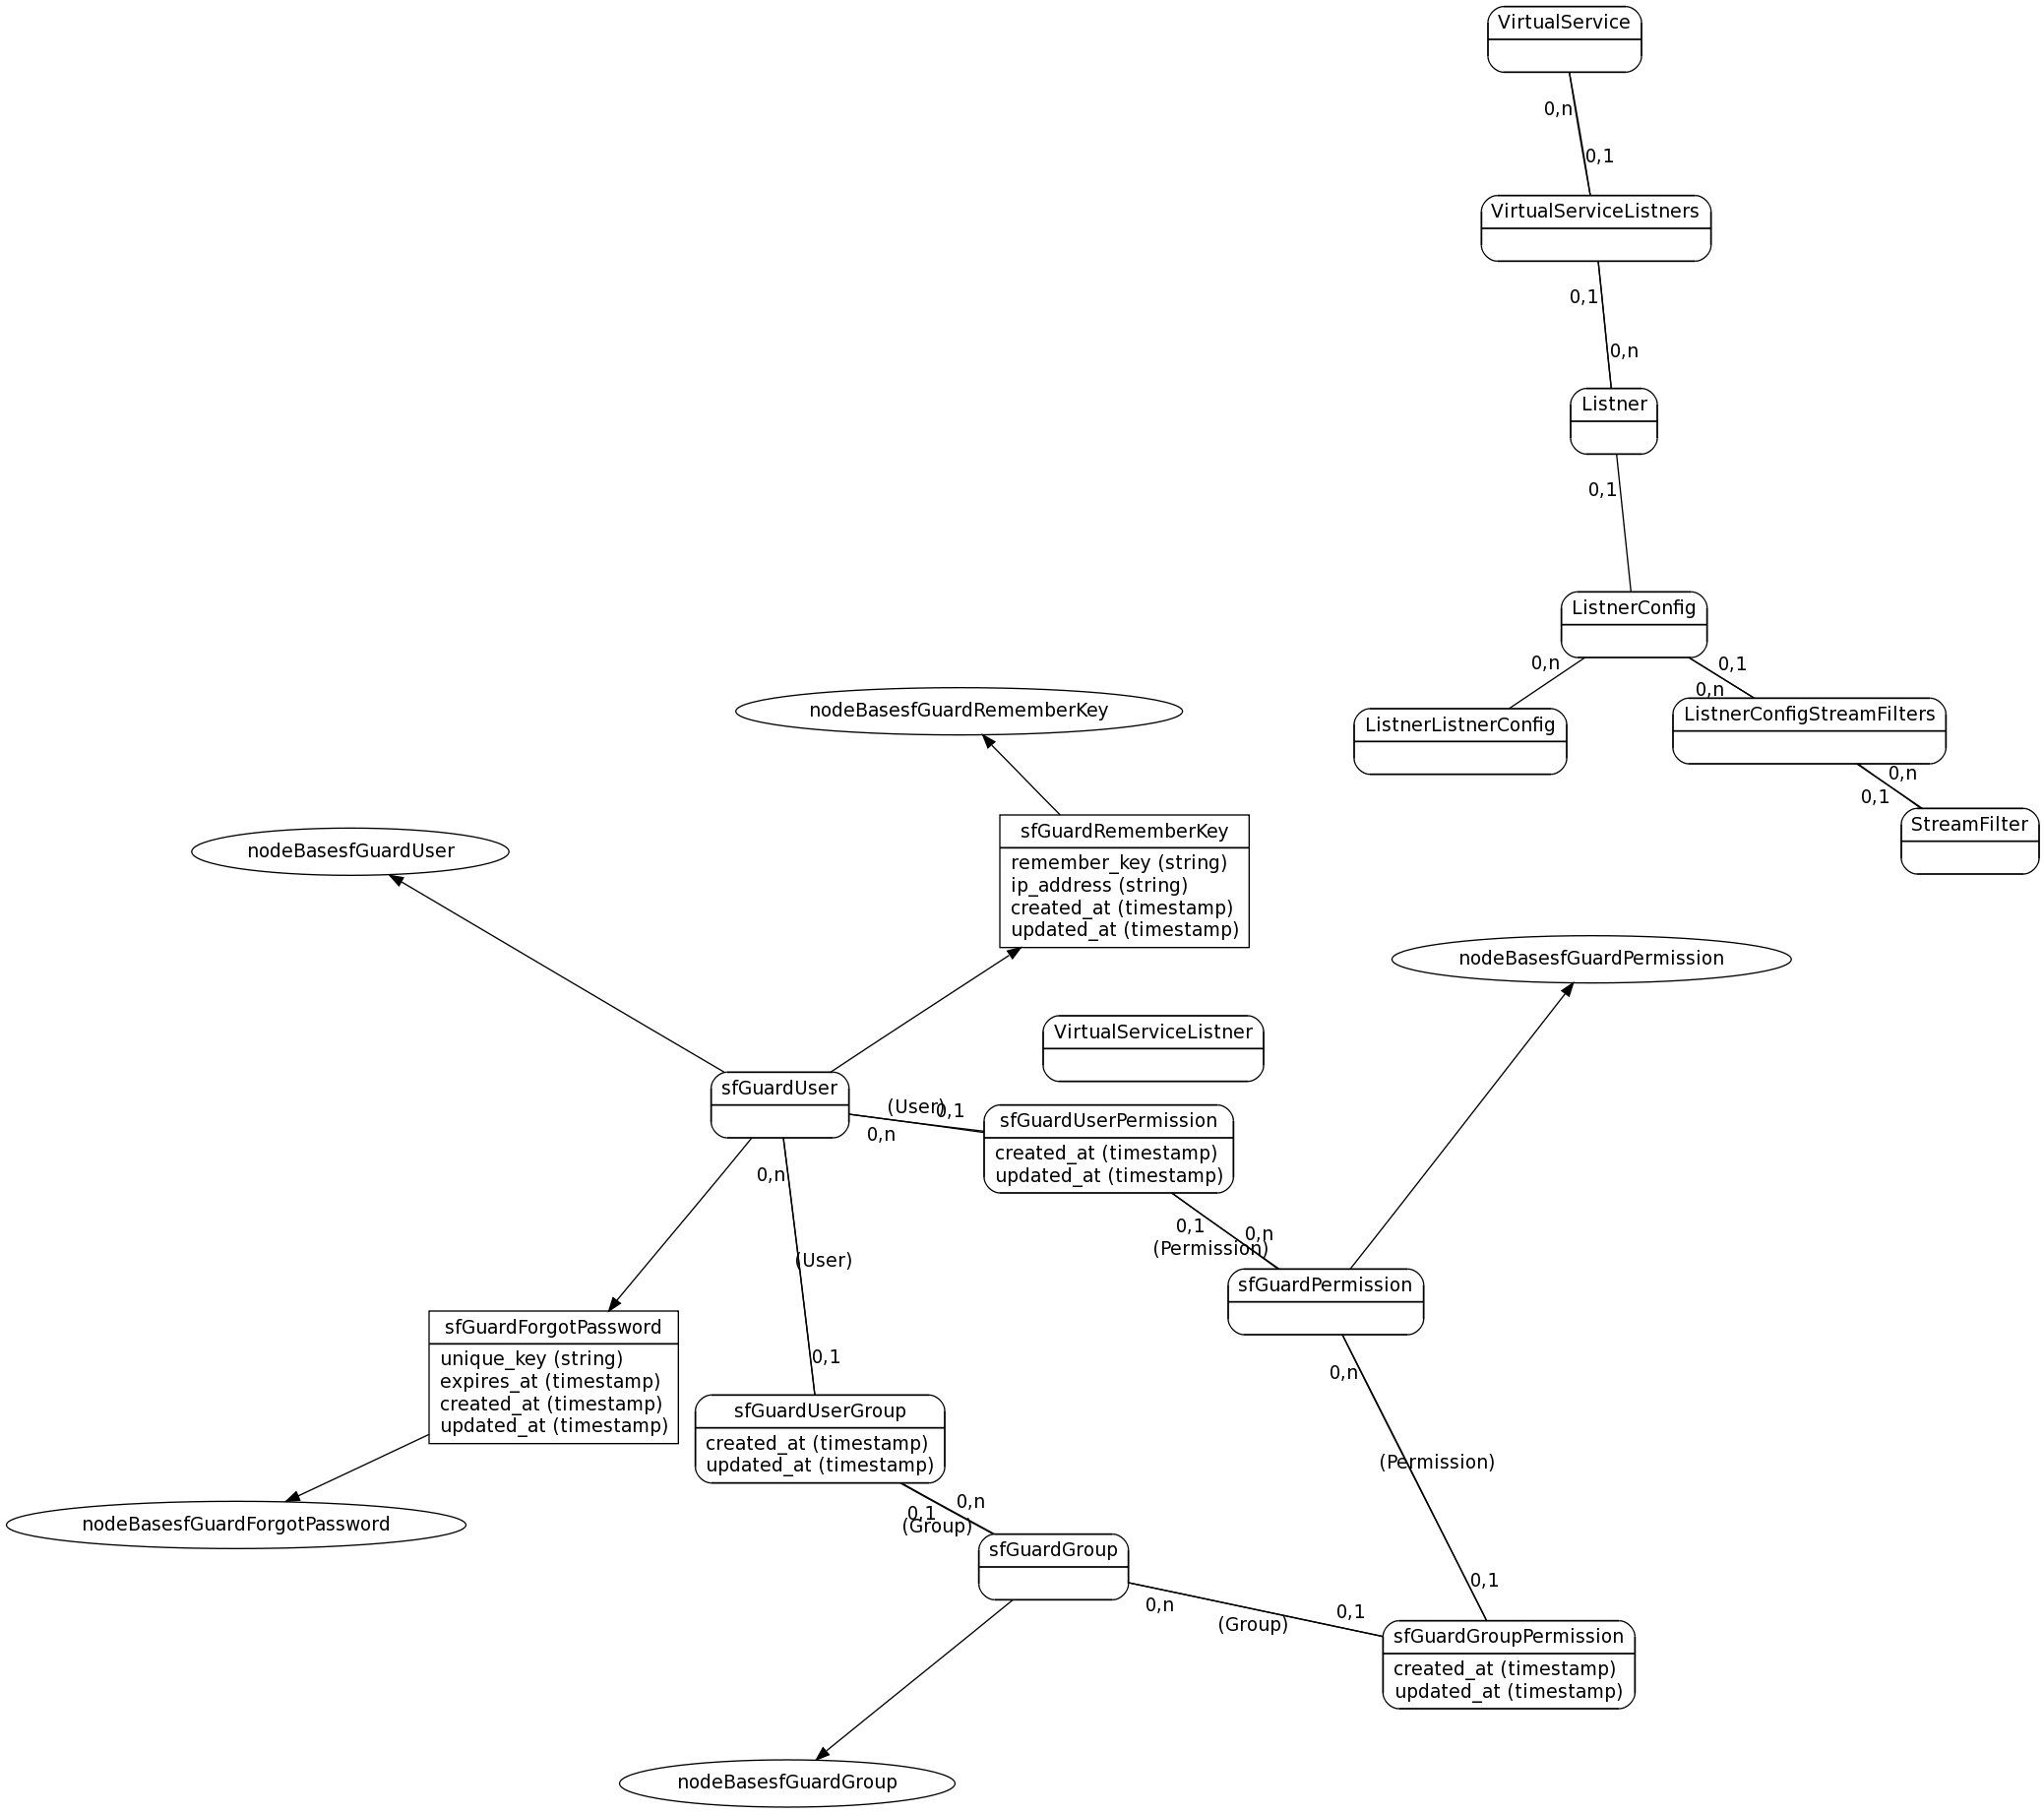 VirtualService
0,n
0,1
VirtualServiceListners
0,1
0,n
Listner
0,1
ListnerConfig
0,n
0,1
0,n
ListnerListnerConfig
ListnerConfigStreamFilters
0,n
0,1
StreamFilter
nodeBasesfGuardRememberKey
sfGuardRememberKey
remember_key (string)
ip_address (string)
created_at (timestamp)
updated_at (timestamp)
nodeBasesfGuardUser
nodeBasesfGuardPermission
VirtualServiceListner
sfGuardUser
(User)
0,1
0,n
sfGuardUserPermission
created_at (timestamp)
updated_at (timestamp)
0,n
0,1
0,n
(Permission)
(User)
sfGuardPermission
sfGuardForgotPassword
unique_key (string)
expires_at (timestamp)
created_at (timestamp)
updated_at (timestamp)
0,1
0,n
sfGuardUserGroup
created_at (timestamp)
updated_at (timestamp)
(Permission)
0,n
0,1
(Group)
nodeBasesfGuardForgotPassword
sfGuardGroup
0,n
(Group)
0,1
0,1
sfGuardGroupPermission
created_at (timestamp)
updated_at (timestamp)
nodeBasesfGuardGroup